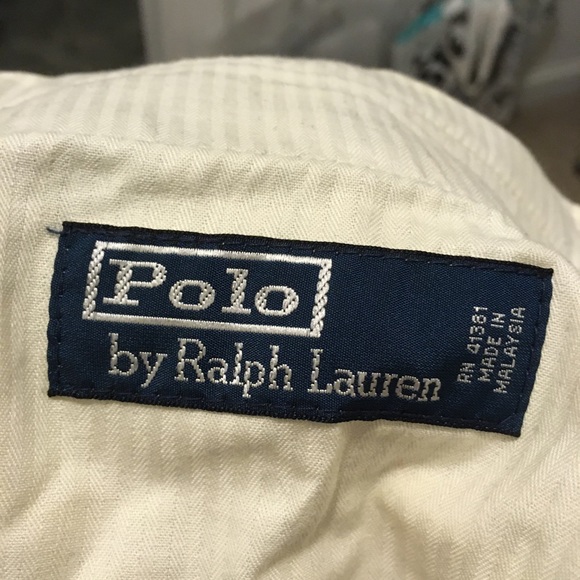 Polo
by Ralph Lauren
RN 41381
MADE IN
MALAYSIA